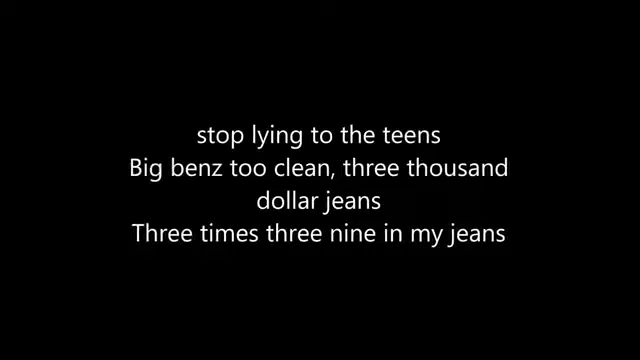 stop lying to the teens
Big benz too clean, three thousand
dollar jeans
Three times three nine in my jeans